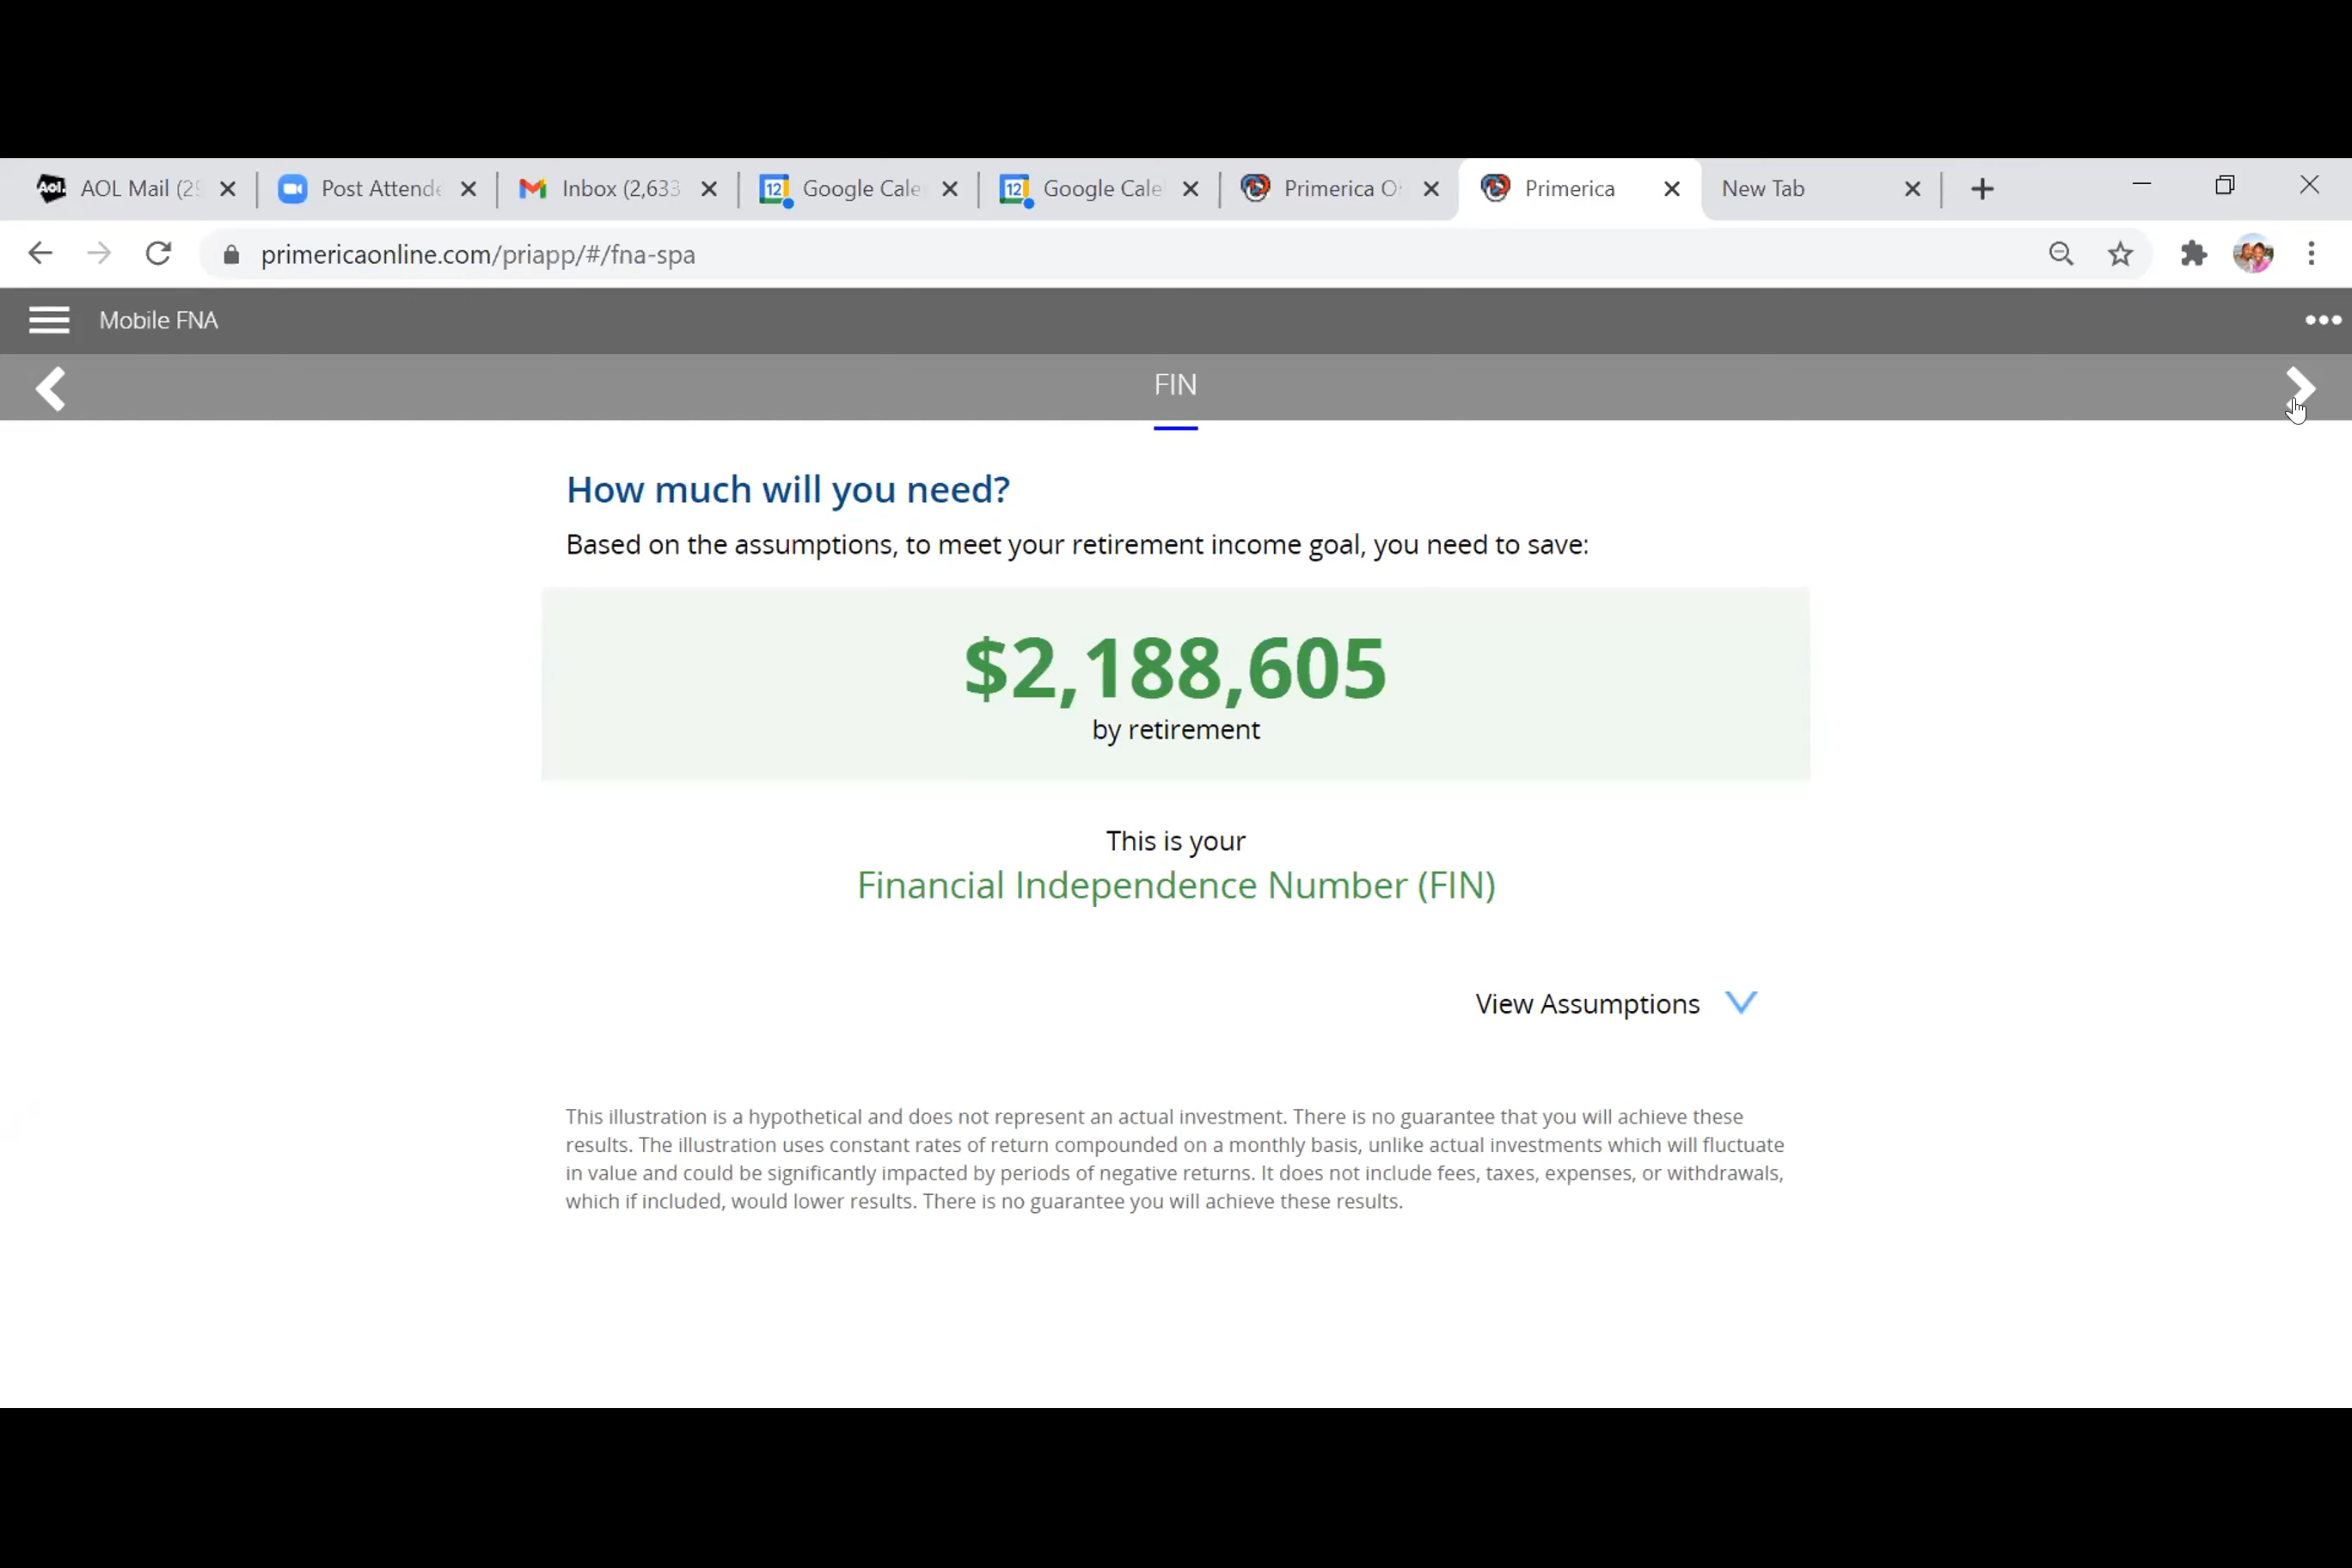 Aol. AOL Mail (2
Post Attende
Inbox (2,633
12 Google Cale
12 Google Cale
Primerica O
Primerica
New Tab
primericaonline.com/priapp/#/fna-spa
Mobile FNA
FIN
How much will you need?
Based on the assumptions, to meet your retirement income goal, you need to save:
$2,188,605
by retirement
This is your
Financial Independence Number (FIN)
View Assumptions
This illustration is a hypothetical and does not represent an actual investment. There is no guarantee that you will achieve these
results. The illustration uses constant rates of return compounded on a monthly basis, unlike actual investments which will fluctuate
in value and could be significantly impacted by periods of negative returns. It does not include fees, taxes, expenses, or withdrawals,
which if included, would lower results. There is no guarantee you will achieve these results.